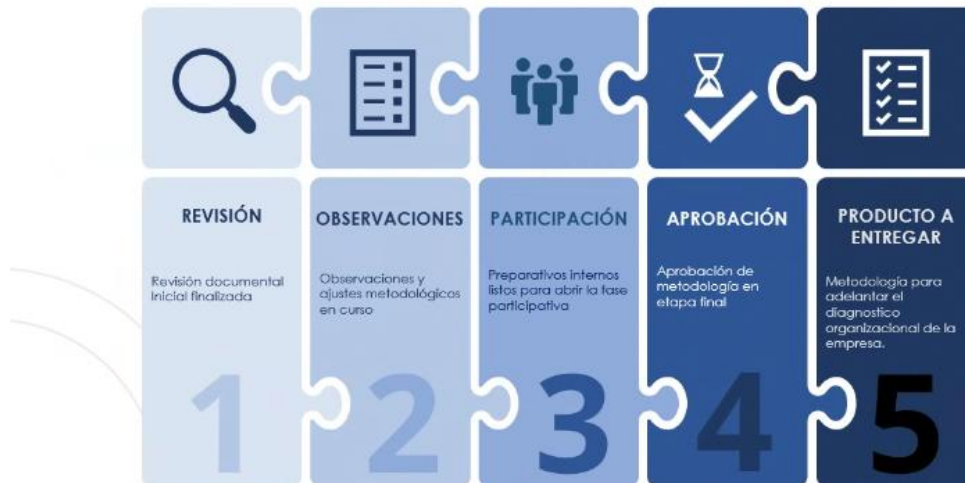 REVISIÓN
Revisión documental
Inicial finalizada
1
OBSERVACIONES
Observaciones y
ajustes metodológicos
en curso
2
PARTICIPACIÓN
Preparativos internos
listos para abrir la fase
participativa
3
APROBACIÓN
Aprobación de
metodología en
etapa final
4
PRODUCTO A
ENTREGAR
Metodología para
adelantar el
diagnostico
organizacional de la
empresa.
5